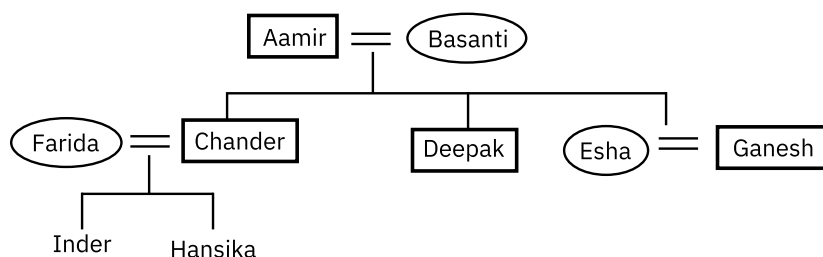 Aamir
Basanti
Farida
Chander
Deepak
Esha
Ganesh
Inder
Hansika